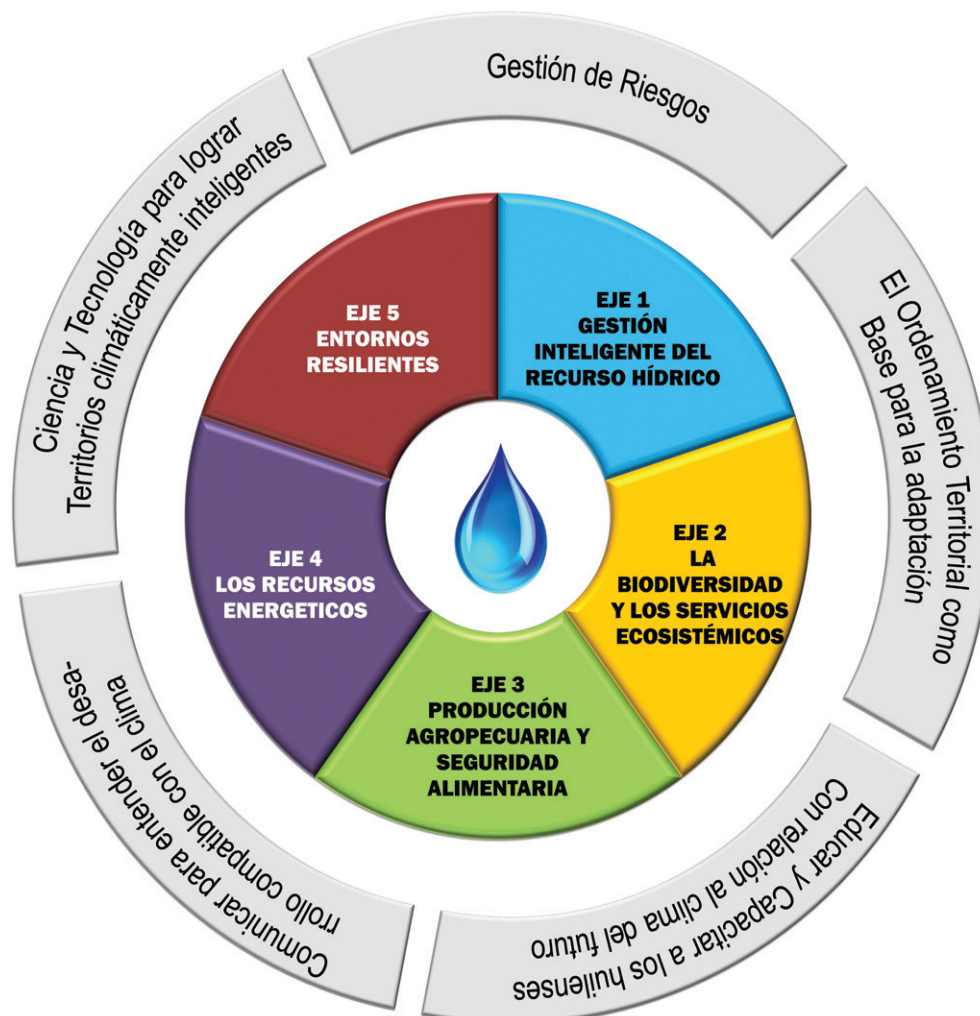 Gestión de Riesgos
El Ordenamiento Territorial como
Base para la adaptación
Educar y Capacitar a los huilenses
Con relación al clima del futuro
Comunicar para entender el desa-
rrollo compatible con el clima
Ciencia y Tecnología para lograr
Territorios climáticamente inteligentes
EJE 1
GESTIÓN
INTELIGENTE DEL
RECURSO HÍDRICO
EJE 2
LA
BIODIVERSIDAD
Y LOS SERVICIOS
ECOSISTÉMICOS
EJE 3
PRODUCCIÓN
AGROPECUARIA Y
SEGURIDAD
ALIMENTARIA
EJE 4
LOS RECURSOS
ENERGETICOS
EJE 5
ENTORNOS
RESILIENTES